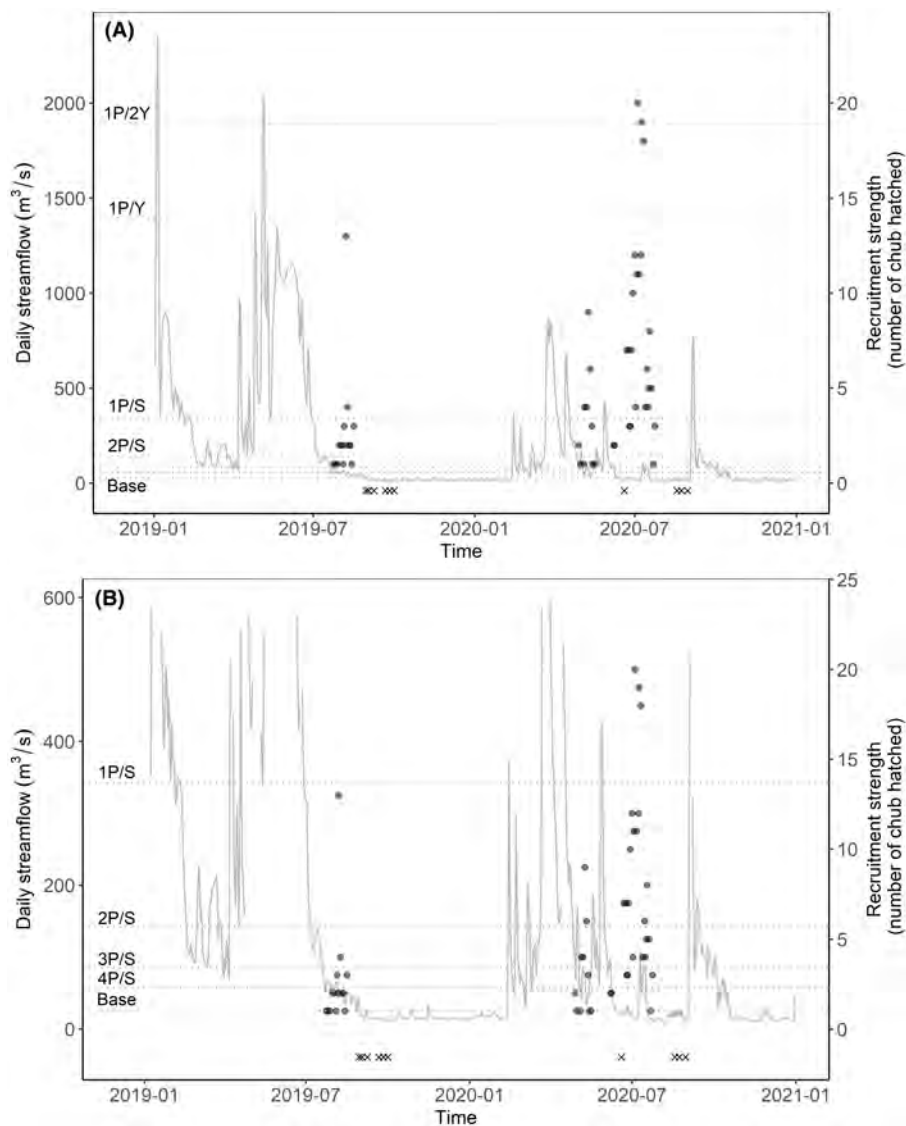 (A)
Daily streamflow (m³/s)
2000
1500
1000
500
0
1P/2Y
1P/Y
1P/S
2P/S
Base
20
15
10
5
0
Recruitment strength
(number of chub hatched)
2019-01
2019-07
2020-01
2020-07
2021-01
Time
(B)
Daily streamflow (m³/s)
600
400
200
0
1P/S
2P/S
3P/S
4P/S
Base
25
20
15
10
5
0
Recruitment strength
(number of chub hatched)
2019-01
2019-07
2020-01
2020-07
2021-01
Time